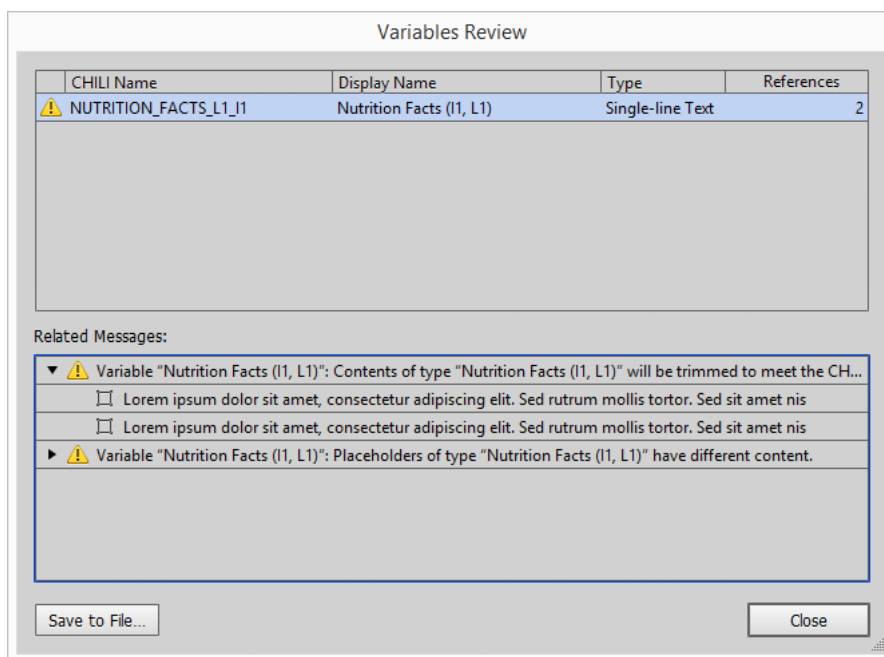 Variables Review
CHILI Name Display Name Type References
NUTRITION_FACTS_L1_I1 Nutrition Facts (I1, L1) Single-line Text 2
Related Messages:
Variable “Nutrition Facts (I1, L1)”: Contents of type “Nutrition Facts (I1, L1)” will be trimmed to meet the CH...
Lorem ipsum dolor sit amet, consectetur adipiscing elit. Sed rutrum mollis tortor. Sed sit amet nis
Lorem ipsum dolor sit amet, consectetur adipiscing elit. Sed rutrum mollis tortor. Sed sit amet nis
Variable “Nutrition Facts (I1, L1)”: Placeholders of type “Nutrition Facts (I1, L1)” have different content.
Save to File... Close